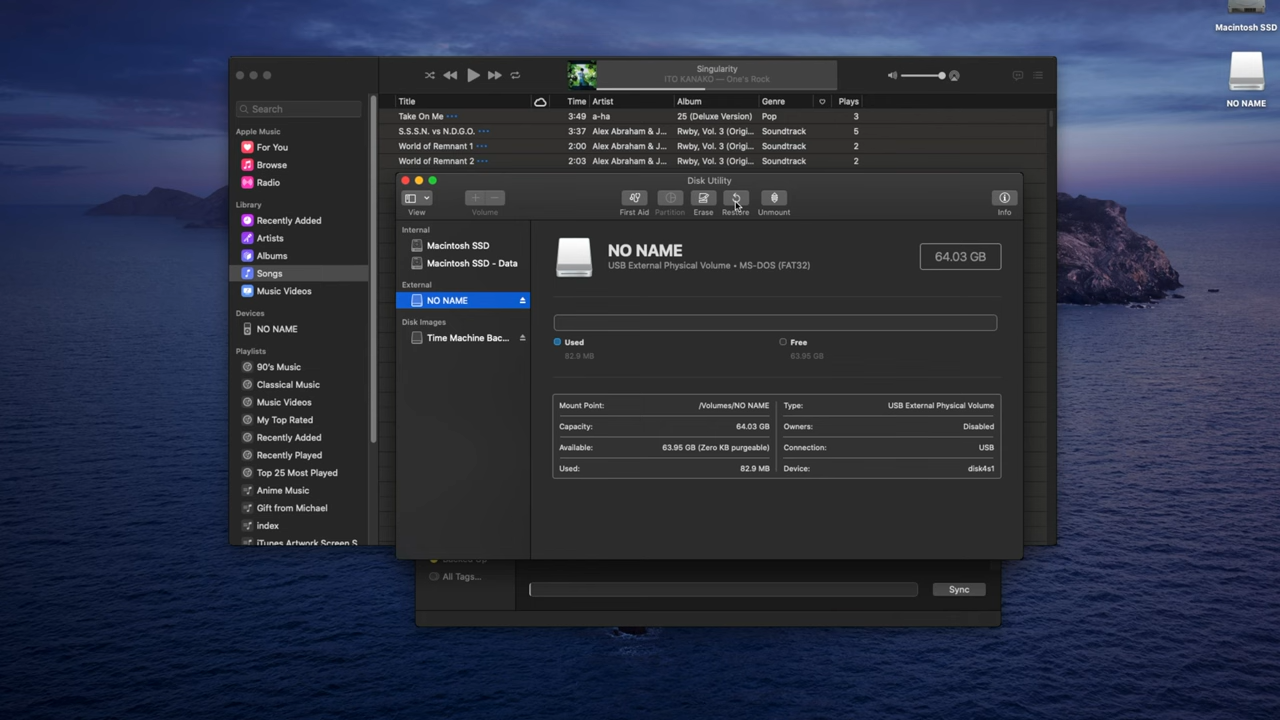 Macintosh SSD
NO NAME
Singularity
ITO KANAKO — One's Rock
Search
Title
Time
Artist
Album
Genre
Plays
Take On Me
3:49
a-ha
25 (Deluxe Version)
Pop
3
S.S.S.N. vs N.D.G.O.
3:37
Alex Abraham & J...
Rwby, Vol. 3 (Origi...
Soundtrack
5
World of Remnant 1
2:00
Alex Abraham & J...
Rwby, Vol. 3 (Origi...
Soundtrack
2
World of Remnant 2
2:03
Alex Abraham & J...
Rwby, Vol. 3 (Origi...
Soundtrack
2
Apple Music
For You
Browse
Radio
Library
Recently Added
Artists
Albums
Songs
Music Videos
Devices
NO NAME
Playlists
90's Music
Classical Music
Music Videos
My Top Rated
Recently Added
Recently Played
Top 25 Most Played
Anime Music
Gift from Michael
index
iTunes Artwork Screen S
Disk Utility
View
Volume
First Aid
Partition
Erase
Restore
Unmount
Info
Internal
Macintosh SSD
Macintosh SSD - Data
External
NO NAME
Disk Images
Time Machine Bac...
NO NAME
USB External Physical Volume • MS-DOS (FAT32)
64.03 GB
Used
82.9 MB
Free
63.95 GB
Mount Point:
/Volumes/NO NAME
Capacity:
64.03 GB
Available:
63.95 GB (Zero KB purgeable)
Used:
82.9 MB
Type:
USB External Physical Volume
Owners:
Disabled
Connection:
USB
Device:
disk4s1
All Tags...
Sync